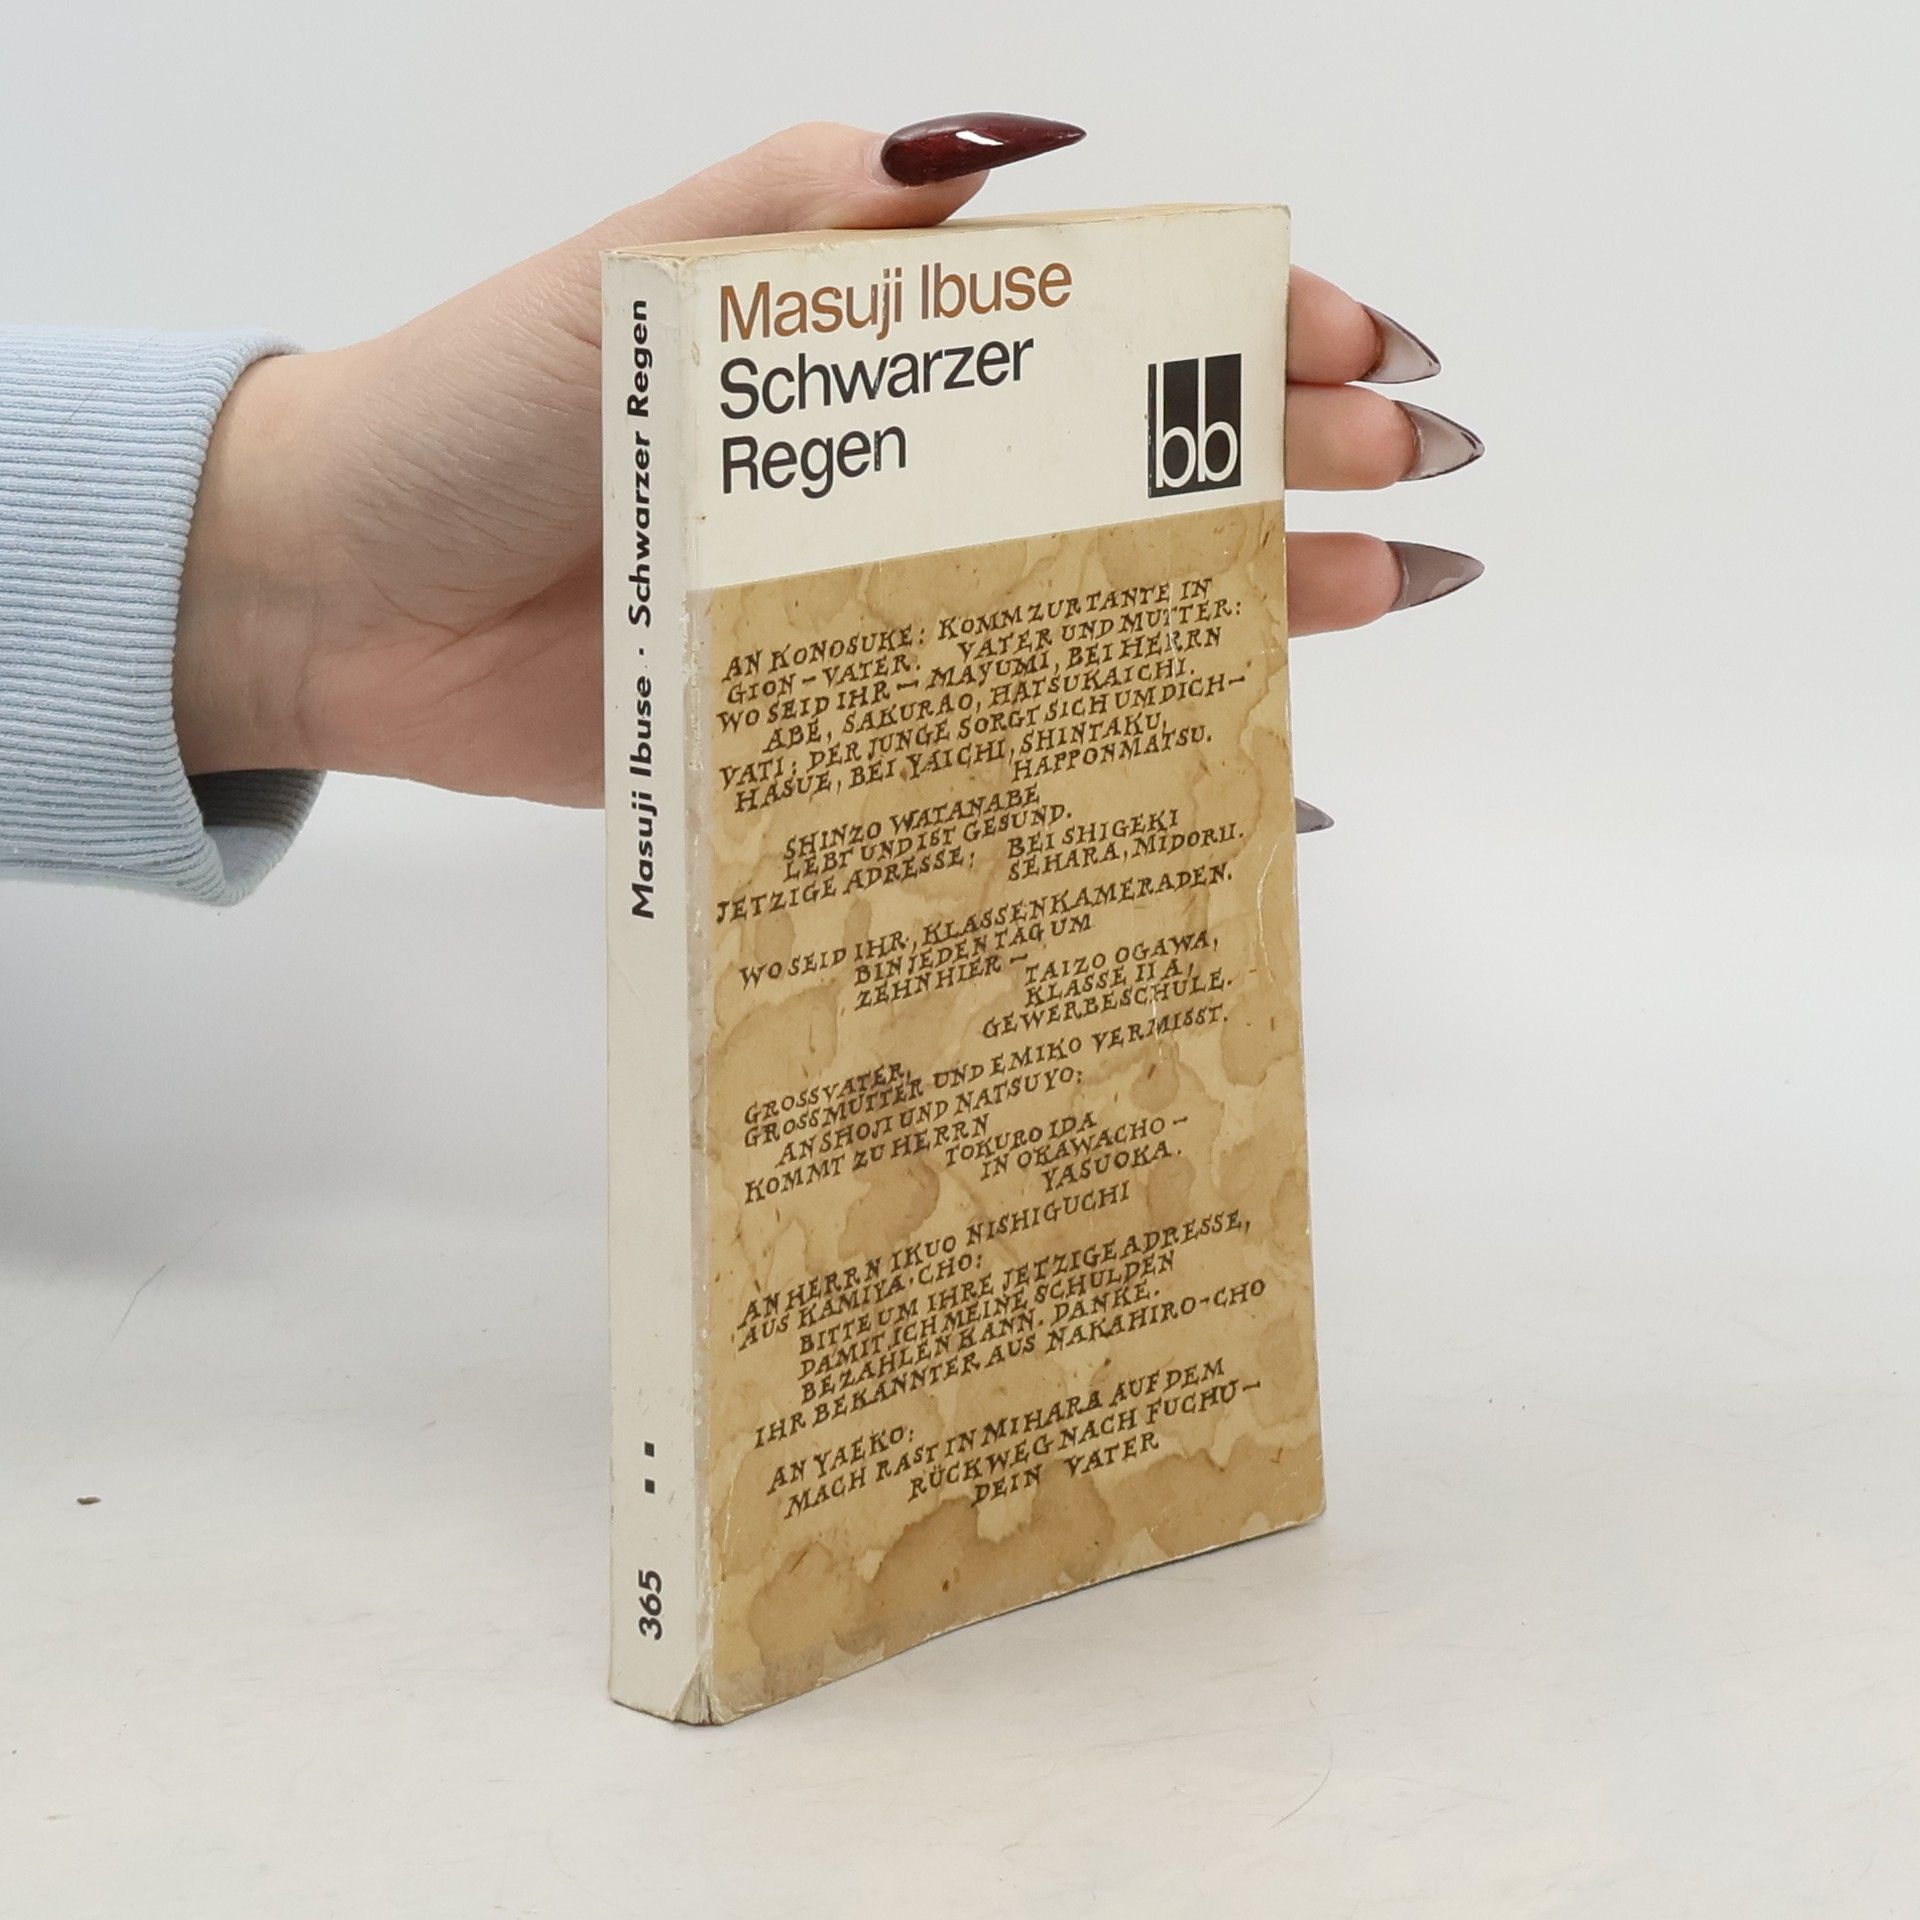 Masuji Ibuse · Schwarzer Regen
365
Masuji Ibuse
Schwarzer
Regen
bb
AN KONOSUKE: KOMM ZUR TANTE IN
GION – VATER. VATER UND MUTTER:
WO SEID IHR – MAYUMI, BEI HERRN
ABE, SAKURAO, HATSUKAICHI.
VATI: DER JUNGE SORGT SICH UM DICH –
HASUE, BEI YAICHI, SHINTAKU,
HAPPONMATSU.
SHINZO WATANABE
LEBT UND IST GESUND.
JETZIGE ADRESSE: BEI SHIGEKI
SEHARA, MIDORII.
WO SEID IHR, KLASSENKAMERADEN.
BIN JEDEN TAG UM
ZEHN HIER –
TAIZO OGAWA,
KLASSE II A,
GEWERBESCHULE.
GROSSVATER,
GROSSMUTTER UND EMIKO VERMISST.
AN SHOJI UND NATSUYO:
KOMMT ZU HERRN
TOKURO IDA
IN OKAWACHO –
YASUOKA.
AN HERRN IKUO NISHIGUCHI
AUS KAMIYA-CHO:
BITTE UM IHRE JETZIGE ADRESSE,
DAMIT ICH MEINE SCHULDEN
BEZAHLEN KANN. DANKE.
IHR BEKANNTER AUS NAKAHIRO-CHO
AN YAEKO:
MACH RAST IN MIHARA AUF DEM
RÜCKWEG NACH FUCHU –
DEIN VATER